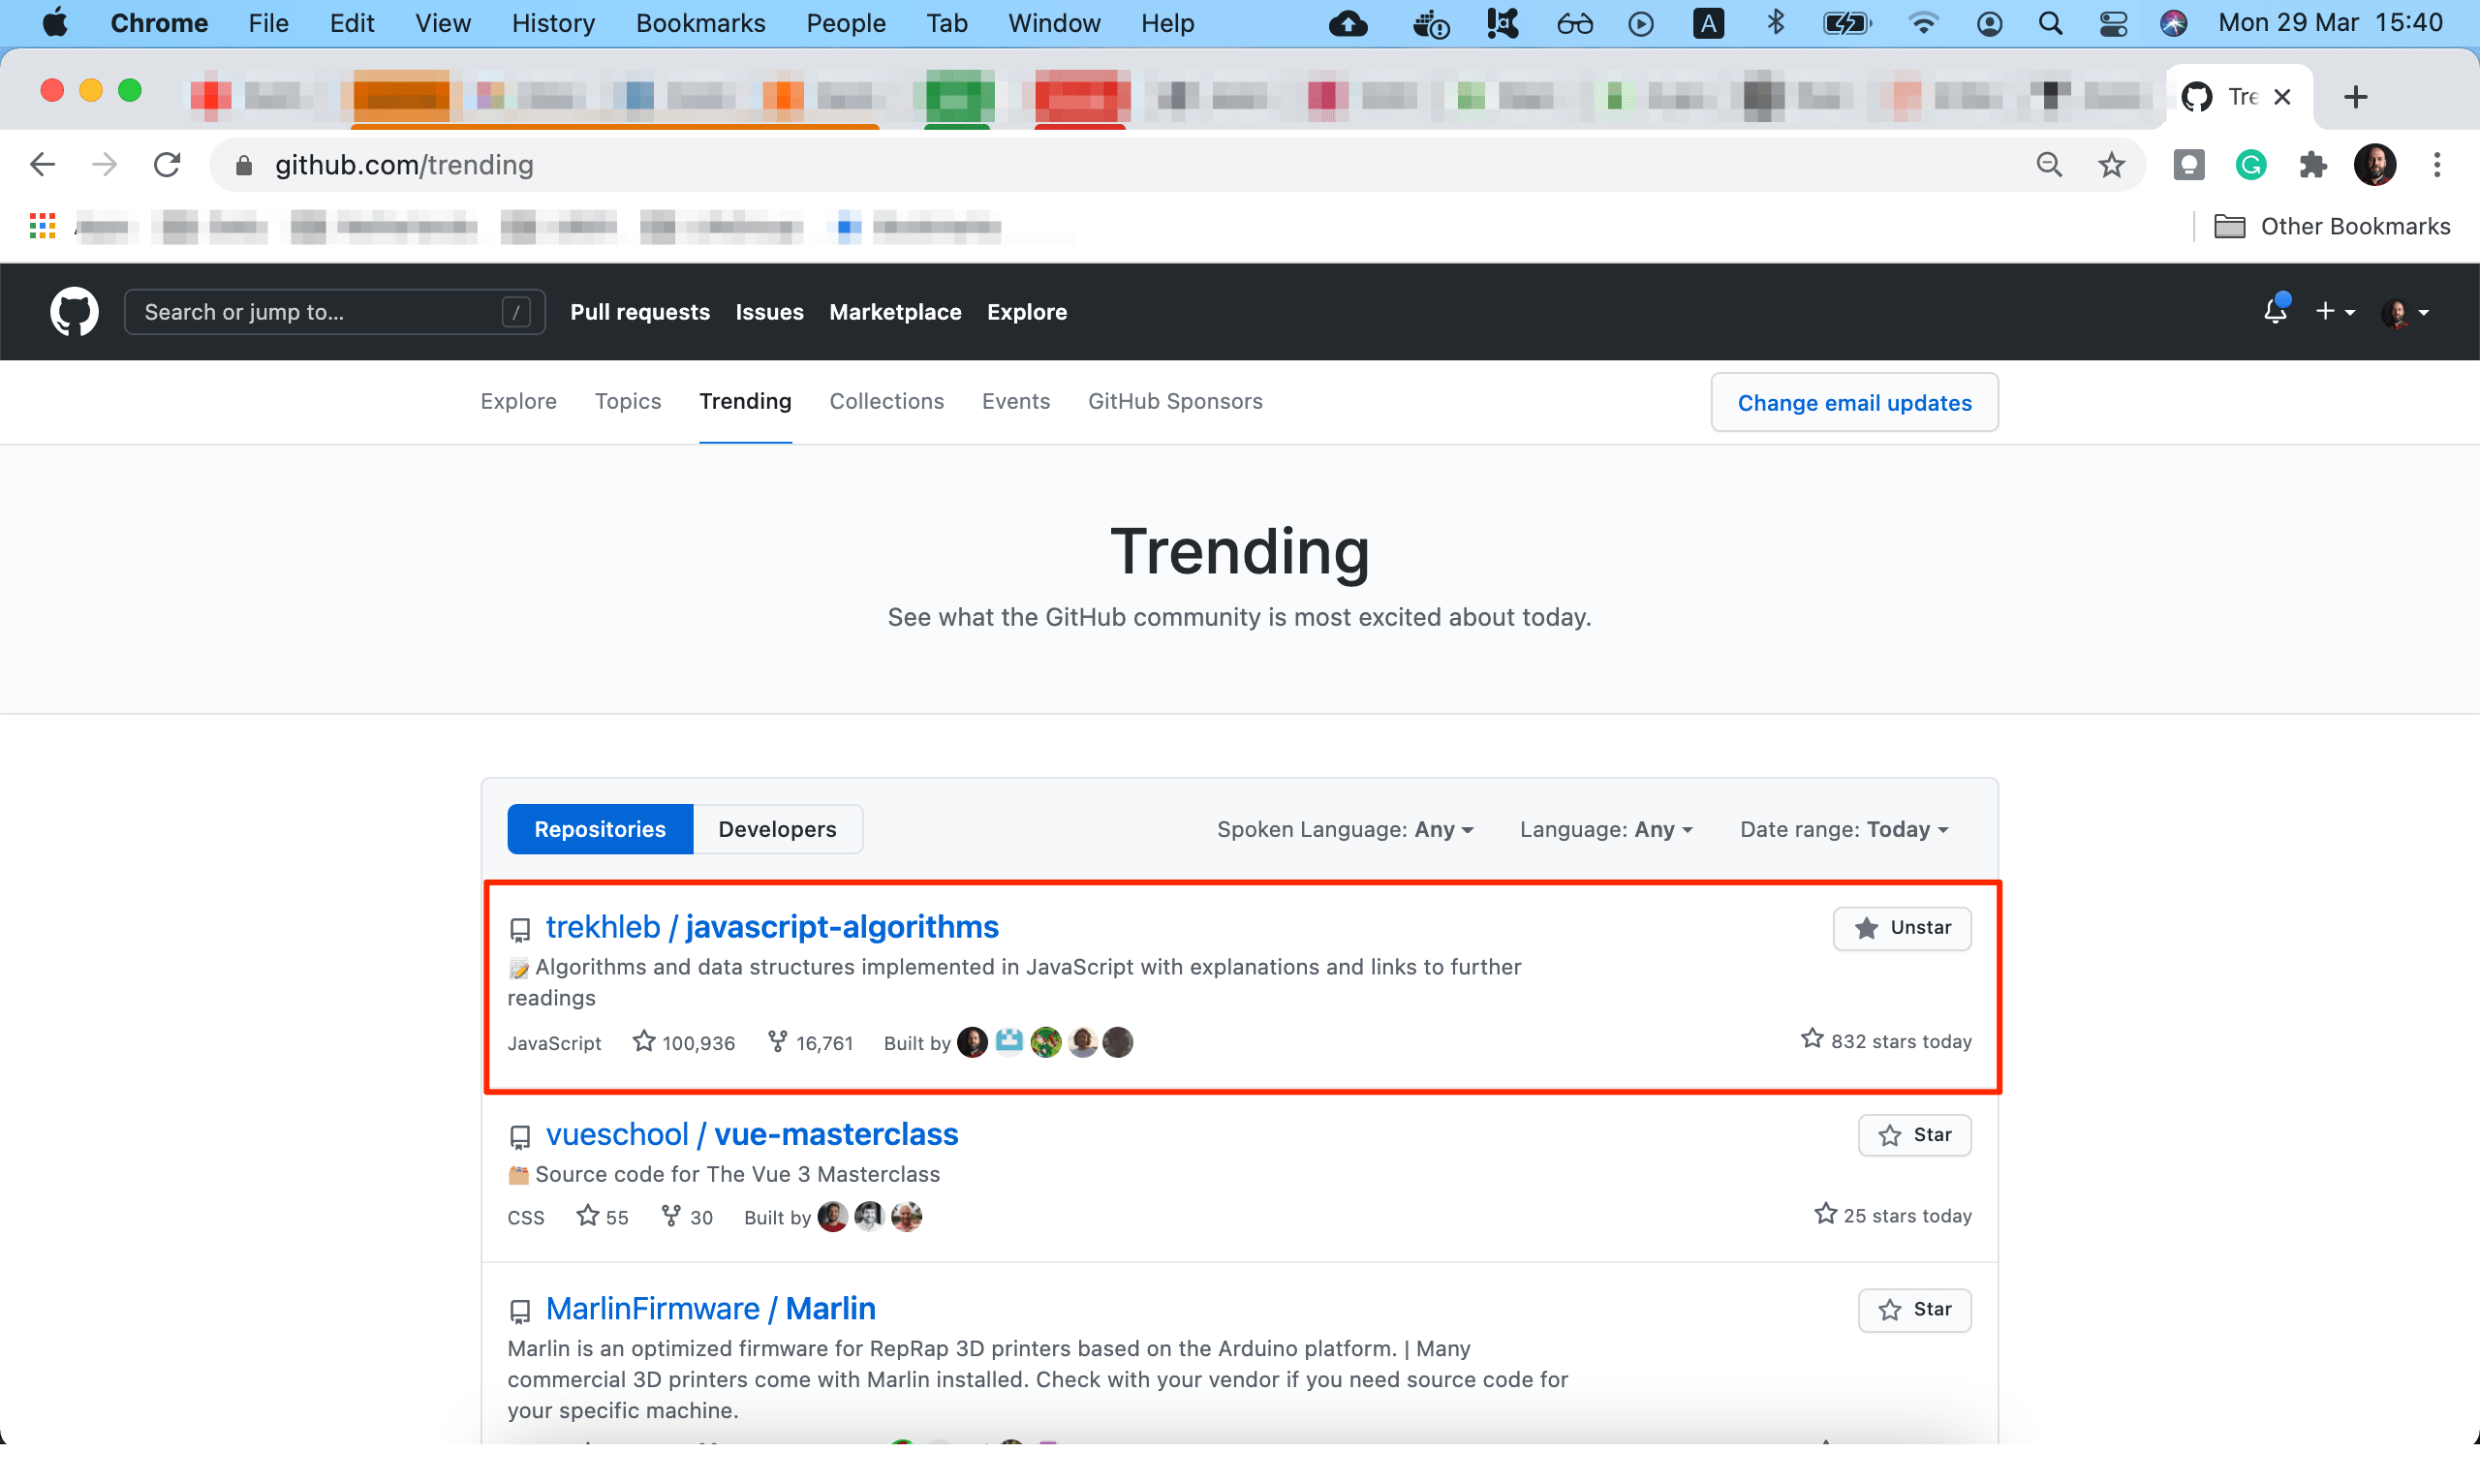 Chrome File Edit View History Bookmarks People Tab Window Help A Mon 29 Mar 15:40
Tre
github.com/trending
Other Bookmarks
Search or jump to... / Pull requests Issues Marketplace Explore
Explore Topics Trending Collections Events GitHub Sponsors Change email updates
Trending
See what the GitHub community is most excited about today.
Repositories Developers Spoken Language: Any Language: Any Date range: Today
trekhleb / javascript-algorithms Unstar
📝 Algorithms and data structures implemented in JavaScript with explanations and links to further
readings
JavaScript 100,936 16,761 Built by 832 stars today
vueschool / vue-masterclass Star
🗂️ Source code for The Vue 3 Masterclass
CSS 55 30 Built by 25 stars today
MarlinFirmware / Marlin Star
Marlin is an optimized firmware for RepRap 3D printers based on the Arduino platform. | Many
commercial 3D printers come with Marlin installed. Check with your vendor if you need source code for
your specific machine.